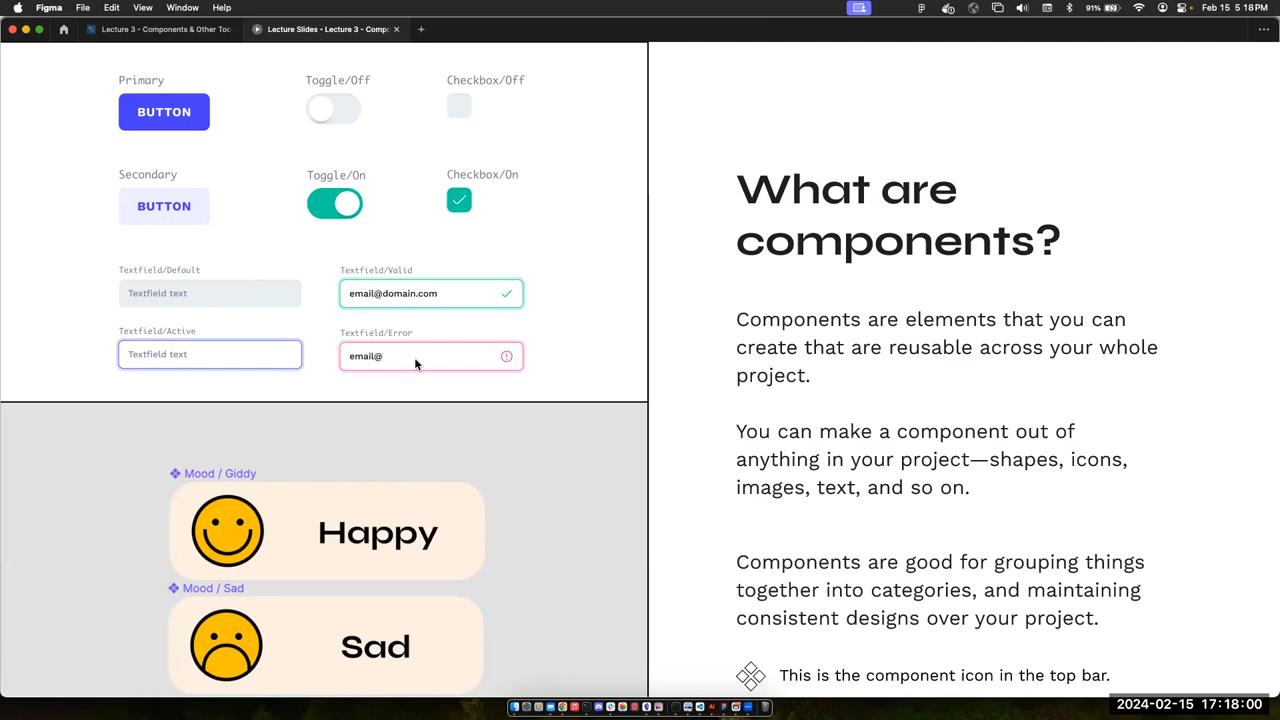 Figma File Edit View Window Help
91% Feb 15 5 18 PM
Lecture 3 - Components & Other Too
Lecture Slides - Lecture 3 - Comp
Primary
Toggle/Off
Checkbox/Off
BUTTON
Secondary
Toggle/On
Checkbox/On
BUTTON
Textfield/Default
Textfield/Valid
Textfield text
email@domain.com
Textfield/Active
Textfield/Error
Textfield text
email@
Mood / Giddy
Happy
Mood / Sad
Sad
What are
components?
Components are elements that you can
create that are reusable across your whole
project.
You can make a component out of
anything in your project—shapes, icons,
images, text, and so on.
Components are good for grouping things
together into categories, and maintaining
consistent designs over your project.
This is the component icon in the top bar.
2024-02-15 17:18:00